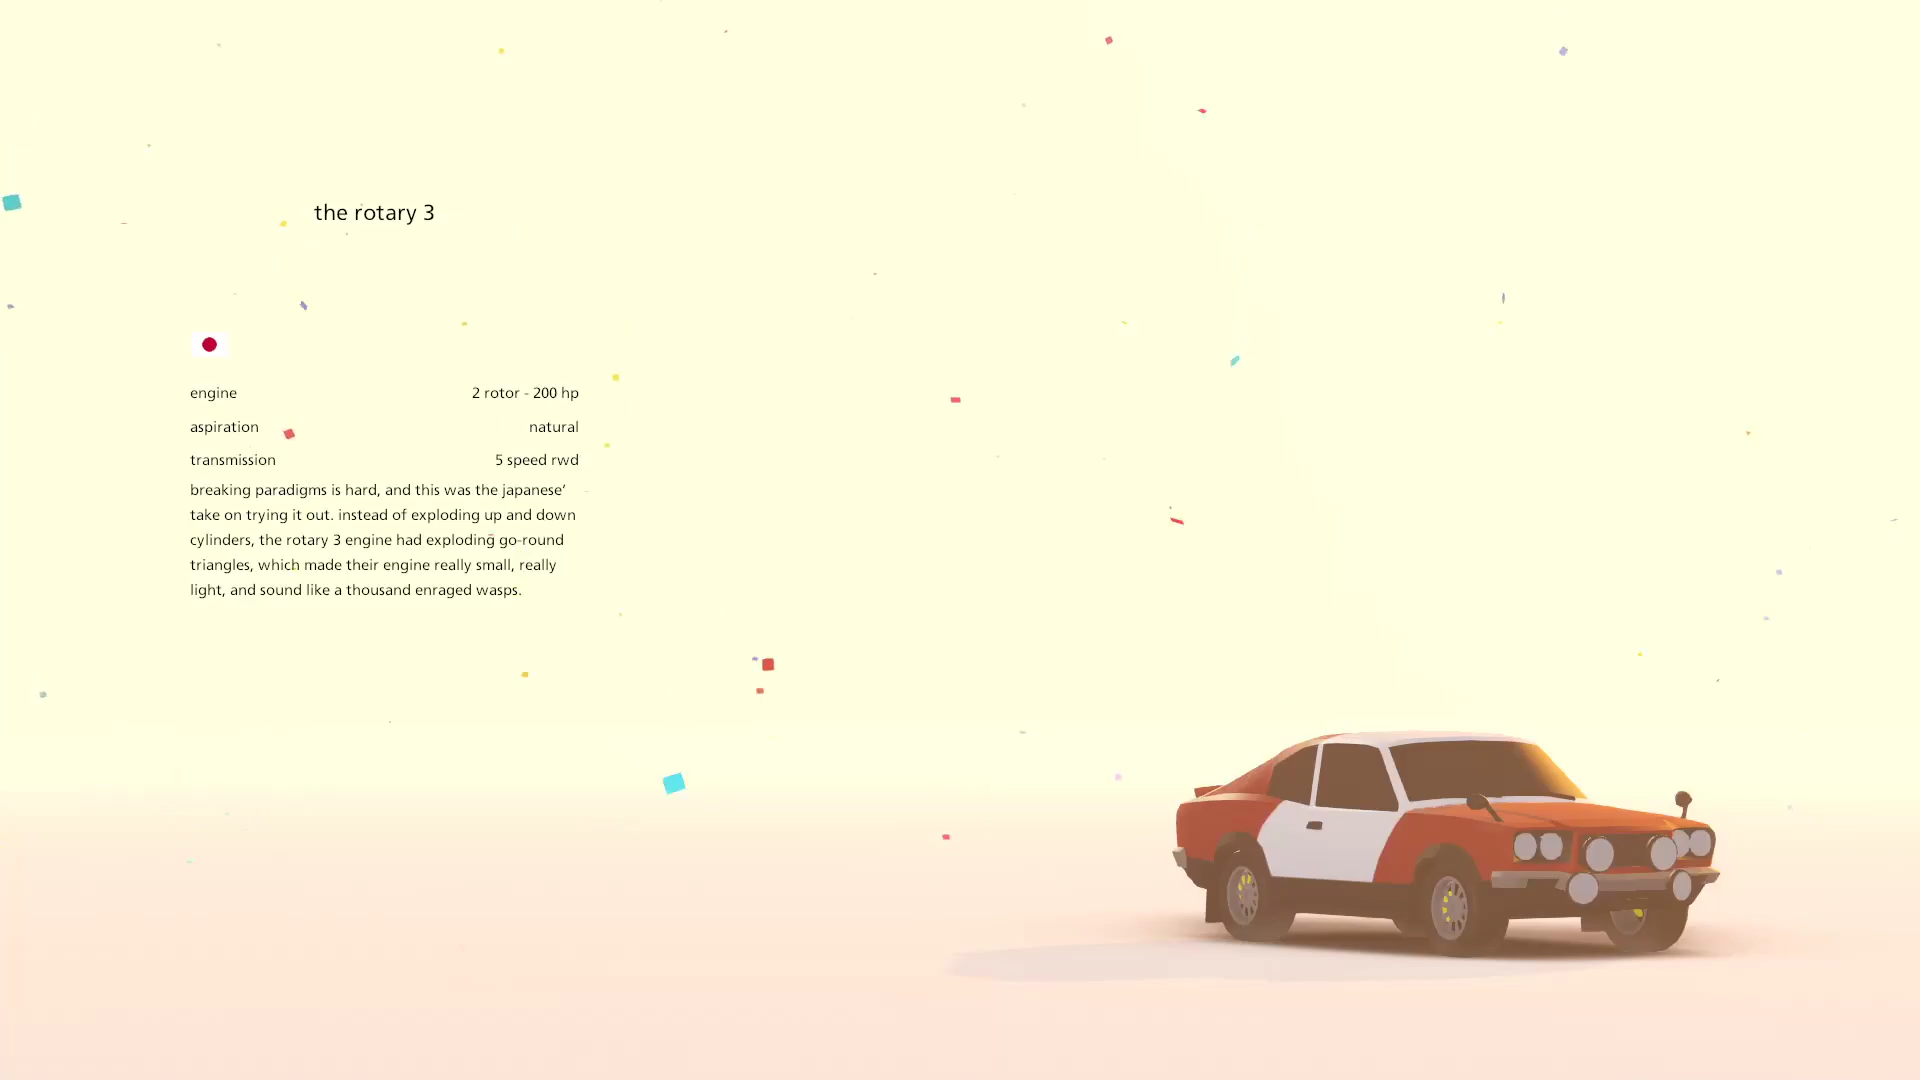 the rotary 3
engine 2 rotor - 200 hp
aspiration natural
transmission 5 speed rwd
breaking paradigms is hard, and this was the japanese’
take on trying it out. instead of exploding up and down
cylinders, the rotary 3 engine had exploding go-round
triangles, which made their engine really small, really
light, and sound like a thousand enraged wasps.